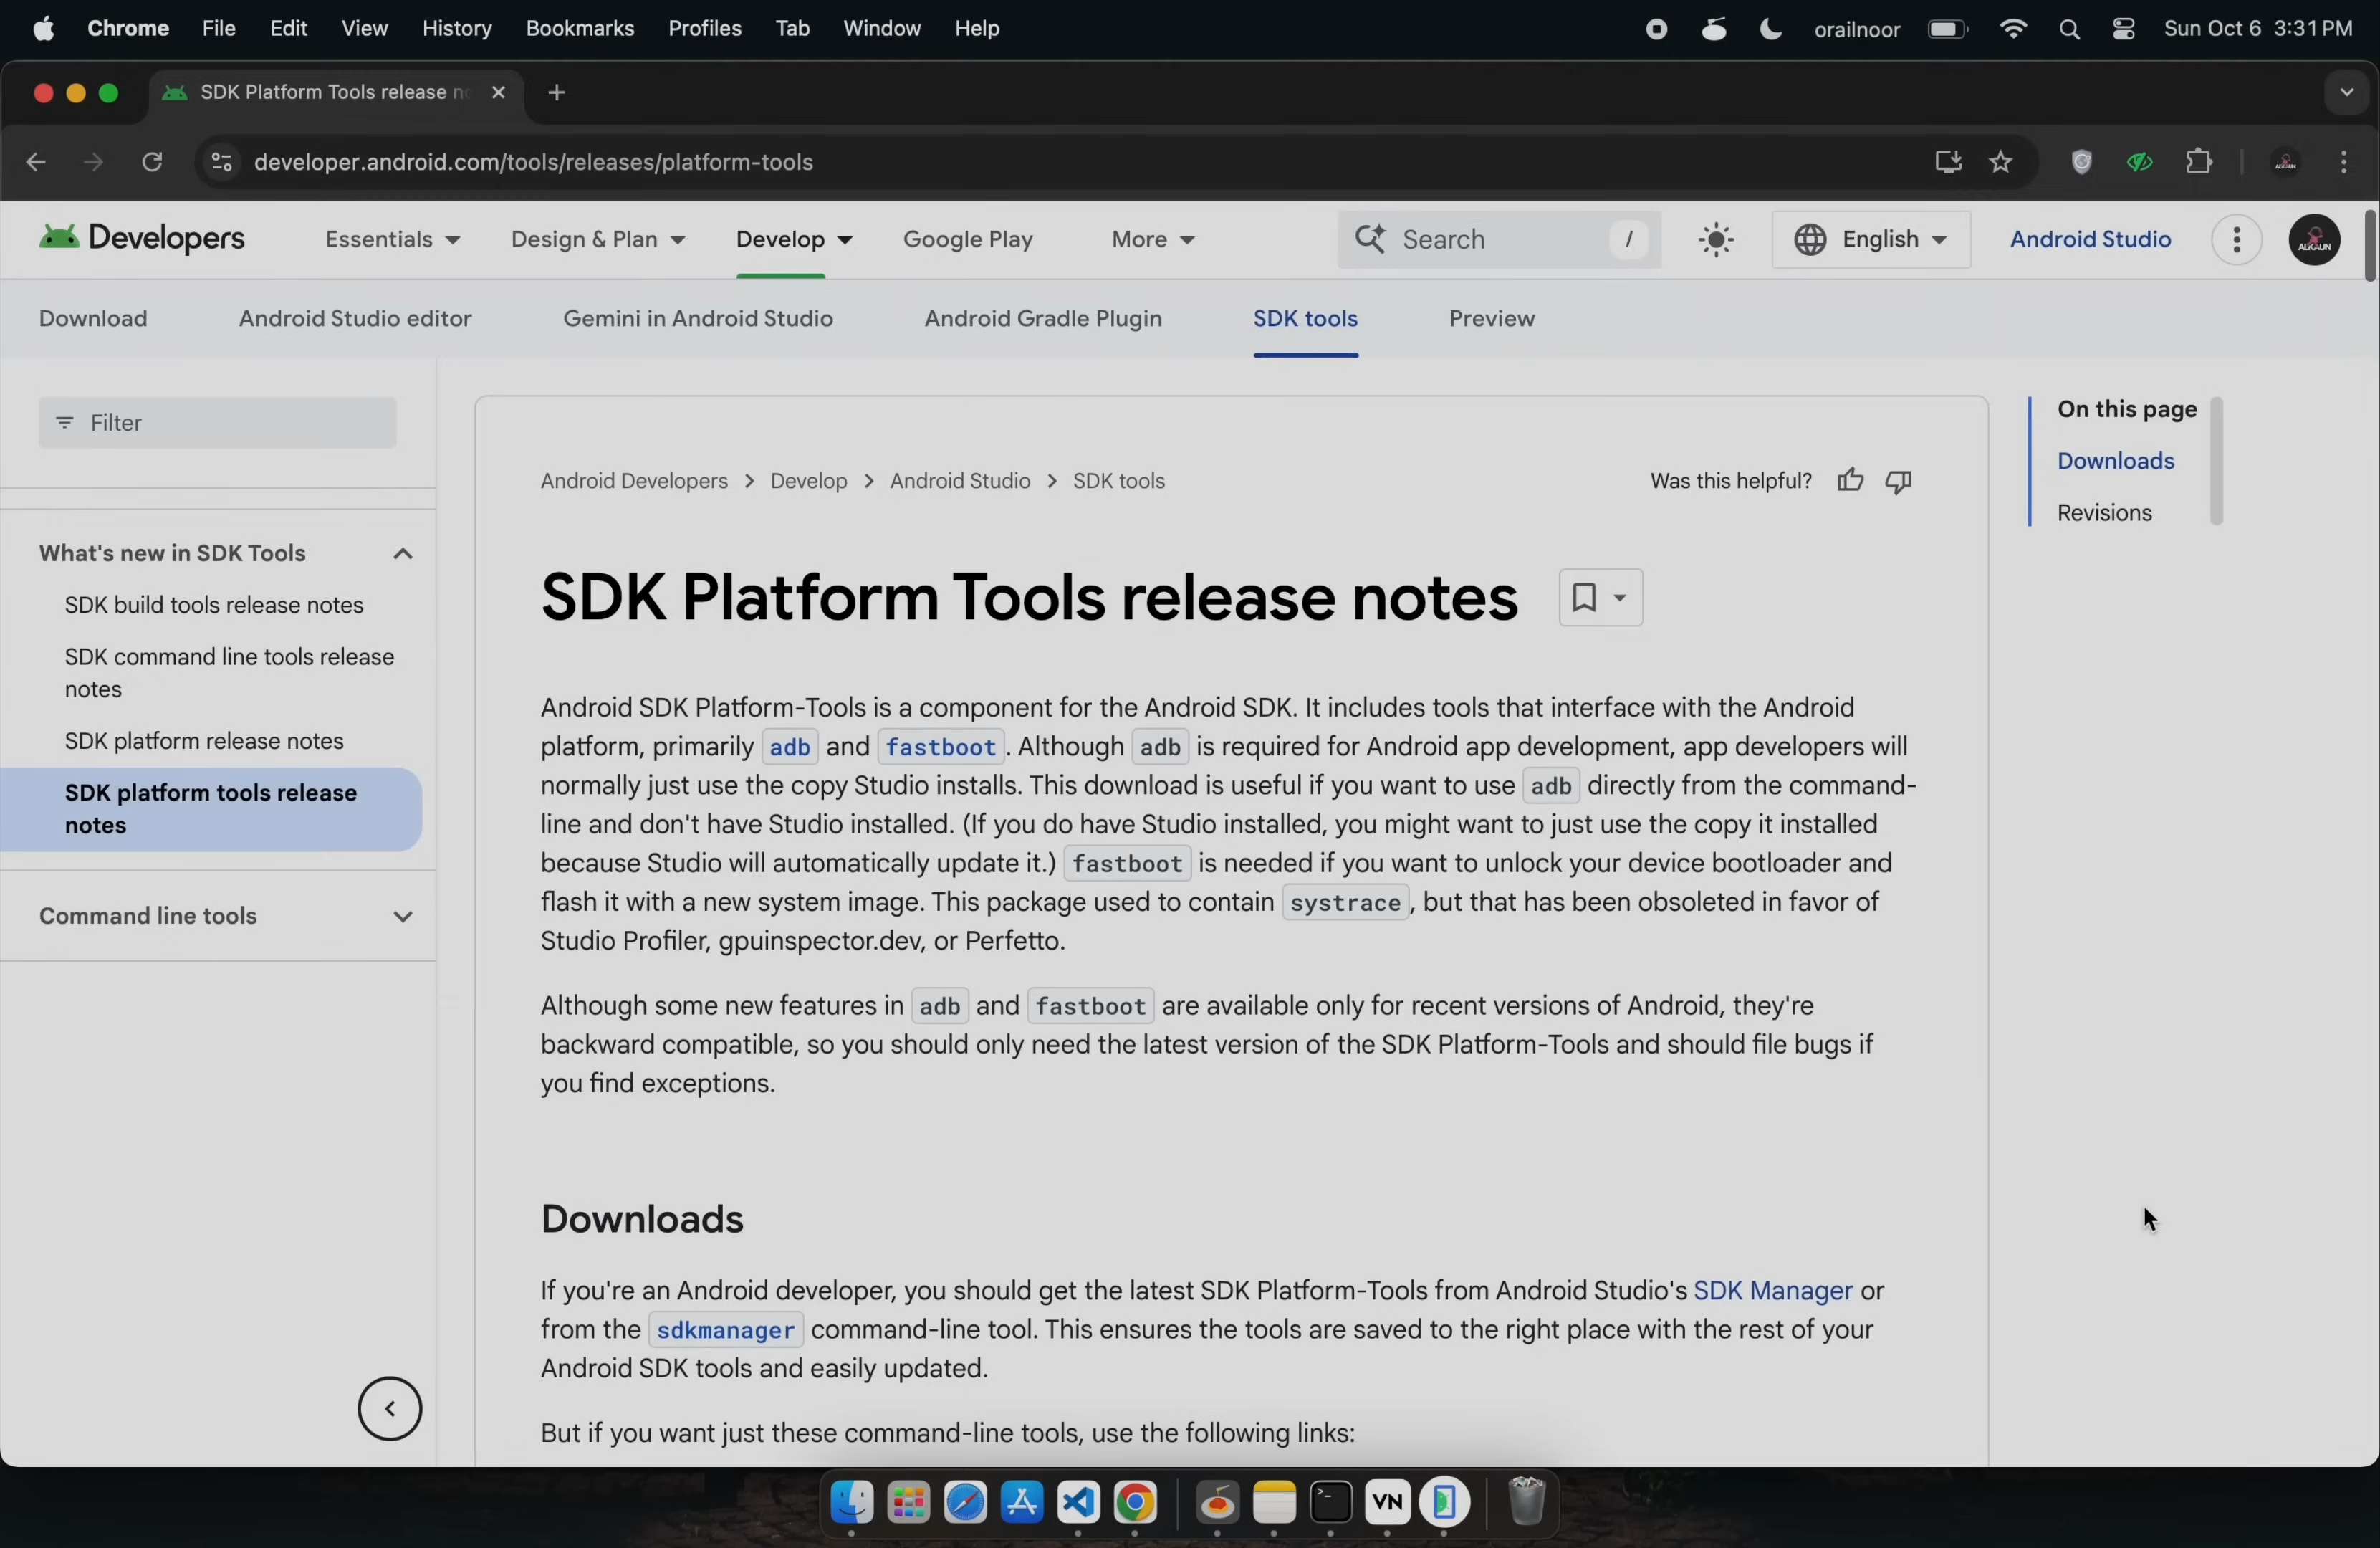 Chrome File Edit View History Bookmarks Profiles Tab Window Help orailnoor Sun Oct 6 3:31 PM
SDK Platform Tools release
developer.android.com/tools/releases/platform-tools
Developers Essentials Design & Plan Develop Google Play More Search / English Android Studio
Download Android Studio editor Gemini in Android Studio Android Gradle Plugin SDK tools Preview
Filter
What's new in SDK Tools
SDK build tools release notes
SDK command line tools release
notes
SDK platform release notes
SDK platform tools release
notes
Command line tools
Android Developers > Develop > Android Studio > SDK tools
Was this helpful?
SDK Platform Tools release notes
Android SDK Platform-Tools is a component for the Android SDK. It includes tools that interface with the Android
platform, primarily adb and fastboot. Although adb is required for Android app development, app developers will
normally just use the copy Studio installs. This download is useful if you want to use adb directly from the command-
line and don't have Studio installed. (If you do have Studio installed, you might want to just use the copy it installed
because Studio will automatically update it.) fastboot is needed if you want to unlock your device bootloader and
flash it with a new system image. This package used to contain systrace, but that has been obsoleted in favor of
Studio Profiler, gpuinspector.dev, or Perfetto.
Although some new features in adb and fastboot are available only for recent versions of Android, they're
backward compatible, so you should only need the latest version of the SDK Platform-Tools and should file bugs if
you find exceptions.
Downloads
If you're an Android developer, you should get the latest SDK Platform-Tools from Android Studio's SDK Manager or
from the sdkmanager command-line tool. This ensures the tools are saved to the right place with the rest of your
Android SDK tools and easily updated.
But if you want just these command-line tools, use the following links:
On this page
Downloads
Revisions
VN